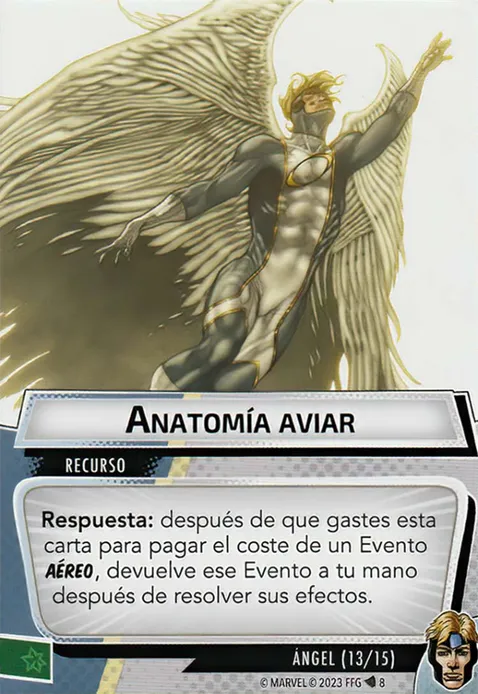 ANATOMÍA AVIAR
RECURSO
Respuesta: después de que gastes esta
carta para pagar el coste de un Evento
AÉREO, devuelve ese Evento a tu mano
después de resolver sus efectos.
ÁNGEL (13/15)
© MARVEL © 2023 FFG 8